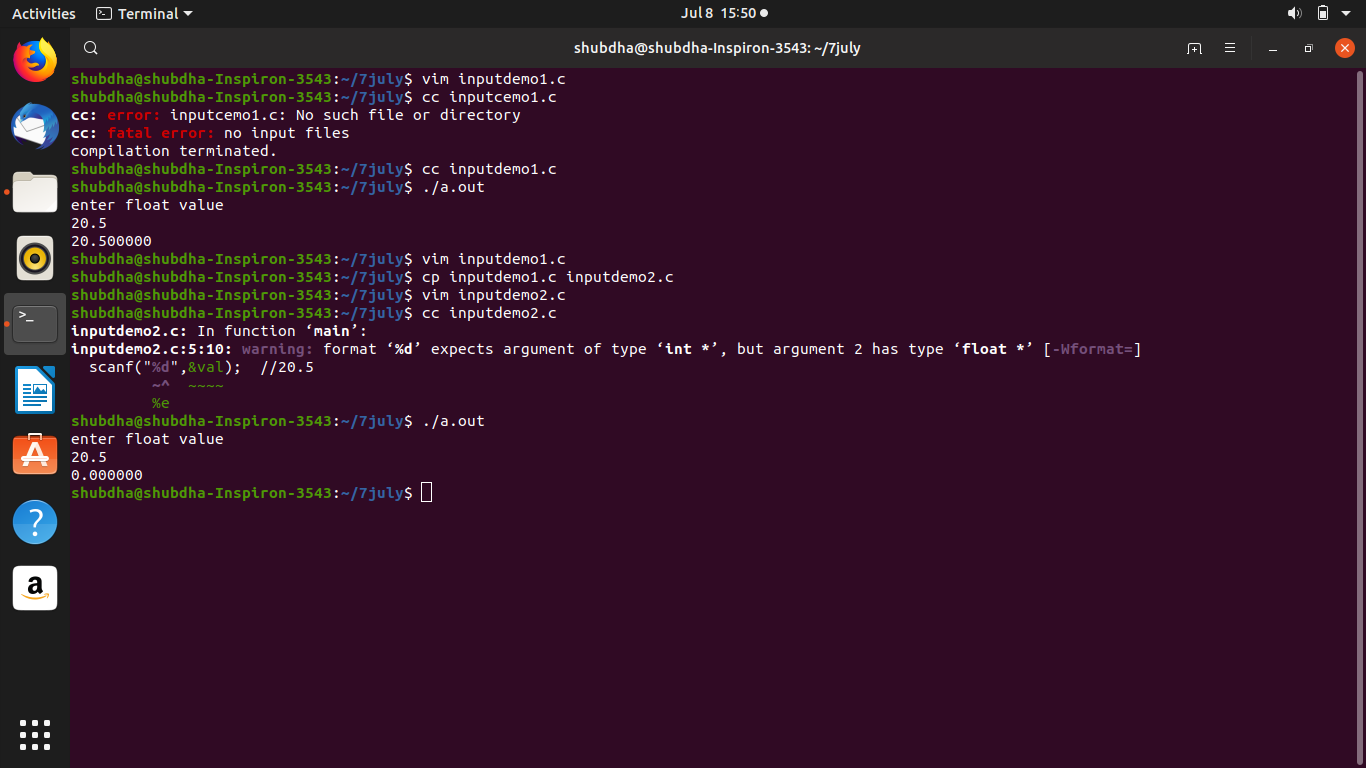 Activities
Terminal
Jul 8 15:50
shubdha@shubdha-Inspiron-3543: ~/7july
shubdha@shubdha-Inspiron-3543:~/7july$ vim inputdemo1.c
shubdha@shubdha-Inspiron-3543:~/7july$ cc inputcemo1.c
cc: error: inputcemo1.c: No such file or directory
cc: fatal error: no input files
compilation terminated.
shubdha@shubdha-Inspiron-3543:~/7july$ cc inputdemo1.c
shubdha@shubdha-Inspiron-3543:~/7july$ ./a.out
enter float value
20.5
20.500000
shubdha@shubdha-Inspiron-3543:~/7july$ vim inputdemo1.c
shubdha@shubdha-Inspiron-3543:~/7july$ cp inputdemo1.c inputdemo2.c
shubdha@shubdha-Inspiron-3543:~/7july$ vim inputdemo2.c
shubdha@shubdha-Inspiron-3543:~/7july$ cc inputdemo2.c
inputdemo2.c: In function ‘main’:
inputdemo2.c:5:10: warning: format ‘%d’ expects argument of type ‘int *’, but argument 2 has type ‘float *’ [-Wformat=]
  scanf("%d",&val);  //20.5
         ~^  ~~~~
         %e
shubdha@shubdha-Inspiron-3543:~/7july$ ./a.out
enter float value
20.5
0.000000
shubdha@shubdha-Inspiron-3543:~/7july$